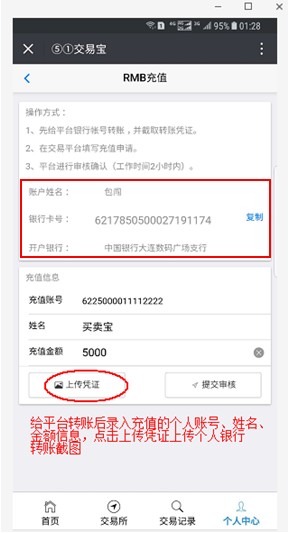 4G 3G 95% 01:28
⑤①交易宝
RMB充值
操作方式：
1、先给平台银行账号转账，并截取转账凭证。
2、在交易平台填写充值申请。
3、平台进行审核确认（工作时间2小时内）。
账户姓名： 包闯
银行卡号： 6217850500027191174 复制
开户银行： 中国银行大连数码广场支行
充值信息
充值账号 6225000011112222
姓名 买卖宝
充值金额 5000
上传凭证 提交审核
给平台转账后录入充值的个人账号、姓名、
金额信息，点击上传凭证上传个人银行
转账截图
首页 交易所 交易记录 个人中心